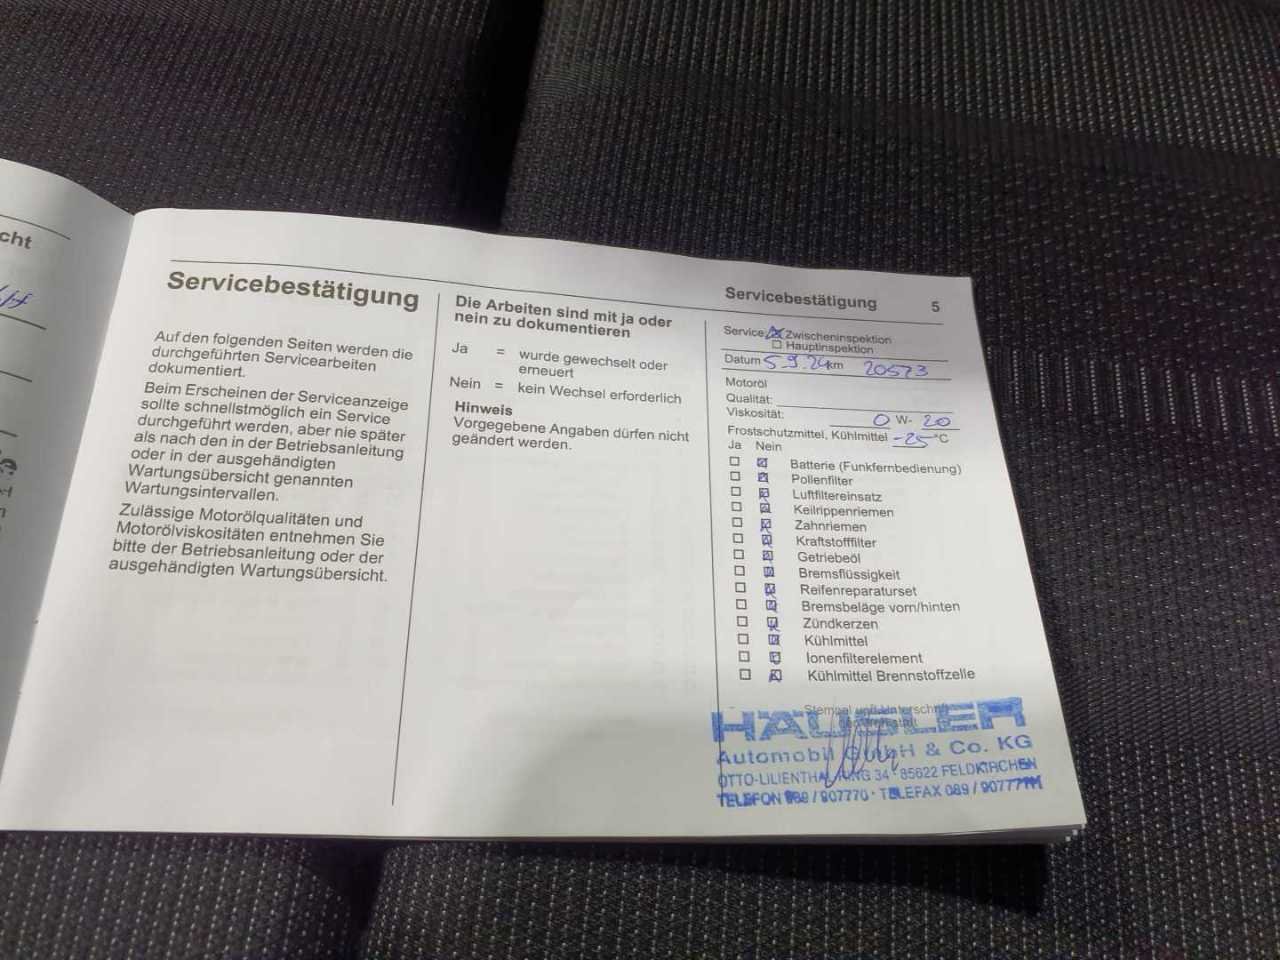 cht
Servicebestätigung
Auf den folgenden Seiten werden die
durchgeführten Servicearbeiten
dokumentiert.
Beim Erscheinen der Serviceanzeige
sollte schnellstmöglich ein Service
durchgeführt werden, aber nie später
als nach den in der Betriebsanleitung
oder in der ausgehändigten
Wartungsübersicht genannten
Wartungsintervallen.
Zulässige Motorölqualitäten und
Motorölviskositäten entnehmen Sie
bitte der Betriebsanleitung oder der
ausgehändigten Wartungsübersicht.
Die Arbeiten sind mit ja oder
nein zu dokumentieren
Ja = wurde gewechselt oder
erneuert
Nein = kein Wechsel erforderlich
Hinweis
Vorgegebene Angaben dürfen nicht
geändert werden.
Servicebestätigung 5
Service: Zwischeninspektion
Hauptinspektion
Datum 5.9.24 km 20573
Motoröl
Qualität:
Viskosität: 0 W- 20
Frostschutzmittel, Kühlmittel -25 °C
Ja Nein
Batterie (Funkfernbedienung)
Pollenfilter
Luftfiltereinsatz
Keilrippenriemen
Zahnriemen
Kraftstofffilter
Getriebeöl
Bremsflüssigkeit
Reifenreparaturset
Bremsbeläge vorn/hinten
Zündkerzen
Kühlmittel
Ionenfilterelement
Kühlmittel Brennstoffzelle
Stempel und Unterschrift
HÄUSLER
Automobil GmbH & Co. KG
OTTO-LILIENTHAL-RING 34 · 85622 FELDKIRCHEN
TELEFON 089 / 907770 · TELEFAX 089 /